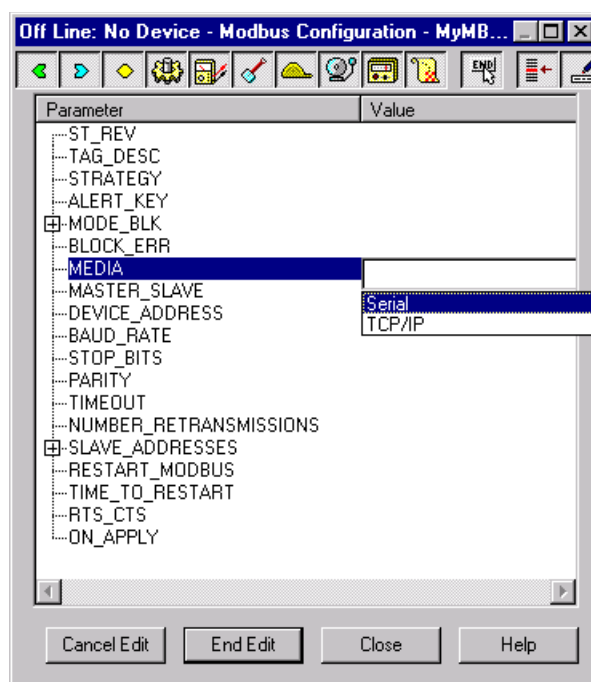 Off Line: No Device - Modbus Configuration - MyMB...
END
Parameter Value
ST_REV
TAG_DESC
STRATEGY
ALERT_KEY
MODE_BLK
BLOCK_ERR
MEDIA
MASTER_SLAVE
Serial
DEVICE_ADDRESS
TCP/IP
BAUD_RATE
STOP_BITS
PARITY
TIMEOUT
NUMBER_RETRANSMISSIONS
SLAVE_ADDRESSES
RESTART_MODBUS
TIME_TO_RESTART
RTS_CTS
ON_APPLY
Cancel Edit End Edit Close Help